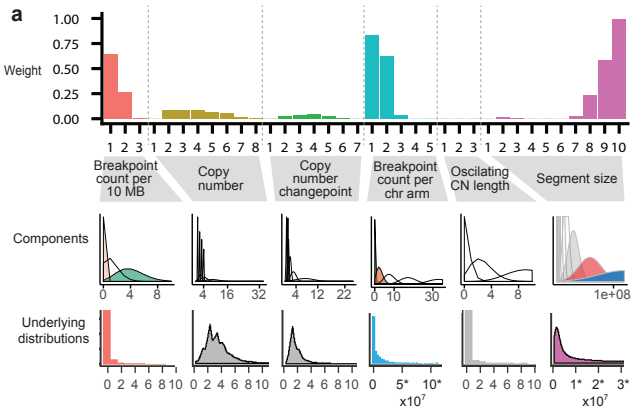 a
1.00
0.75
0.50
0.25
0.00
Weight
1 2 3 1 2 3 4 5 6 7 8 1 2 3 4 5 6 7 1 2 3 4 5 1 2 3 1 2 3 4 5 6 7 8 9 10
Breakpoint
count per
10 MB
Copy
number
Copy
number
changepoint
Breakpoint
count per
chr arm
Oscilating
CN length
Segment size
Components
0 4 8
4 16 32
4 12 22
0 10 30
0 4 8
1e+08
Underlying
distributions
0 2 4 6 8 10
0 2 4 6 8 10
0 2 4 6 8 10
0 5* 10*
x10⁷
0 2 4 6 8 10
0 1* 2* 3*
x10⁷